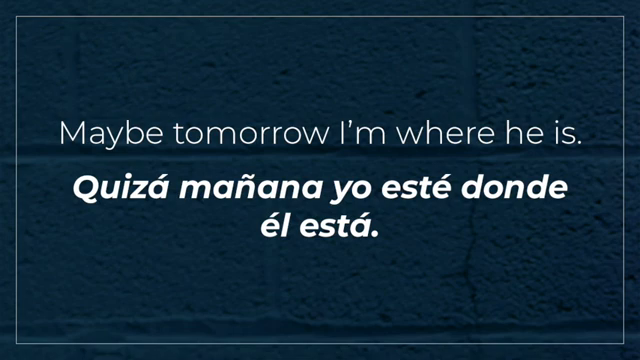 Maybe tomorrow I’m where he is.
Quizá mañana yo esté donde
él está.